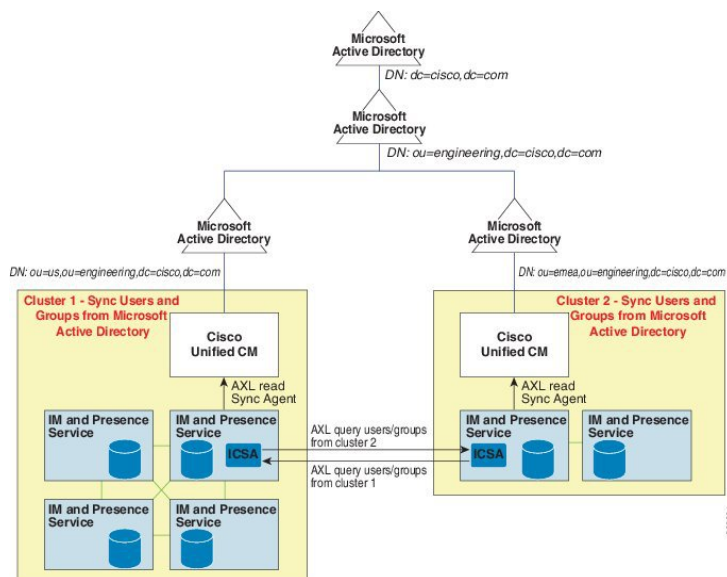 Microsoft
Active Directory
DN: dc=cisco,dc=com
Microsoft
Active Directory
DN: ou=engineering,dc=cisco,dc=com
Microsoft
Active Directory
Microsoft
Active Directory
DN: ou=us,ou=engineering,dc=cisco,dc=com
DN: ou=emea,ou=engineering,dc=cisco,dc=com
Cluster 1 - Sync Users and
Groups from Microsoft
Active Directory
Cisco
Unified CM
AXL read
Sync Agent
IM and Presence
Service
IM and Presence
Service
ICSA
IM and Presence
Service
IM and Presence
Service
AXL query users/groups
from cluster 2
AXL query users/groups
from cluster 1
Cluster 2 - Sync Users and
Groups from Microsoft
Active Directory
Cisco
Unified CM
AXL read
Sync Agent
IM and Presence
Service
ICSA
IM and Presence
Service